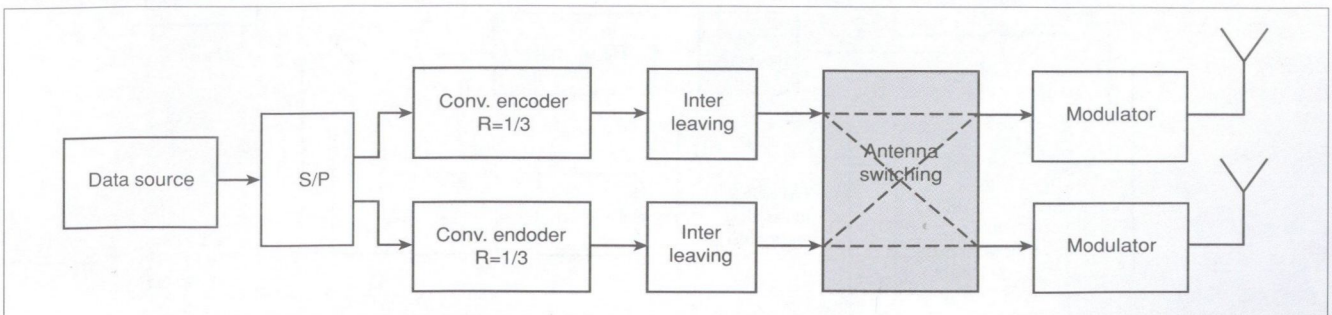 Data source
S/P
Conv. encoder
R=1/3
Inter
leaving
Antenna
switching
Modulator
Conv. endoder
R=1/3
Inter
leaving
Modulator